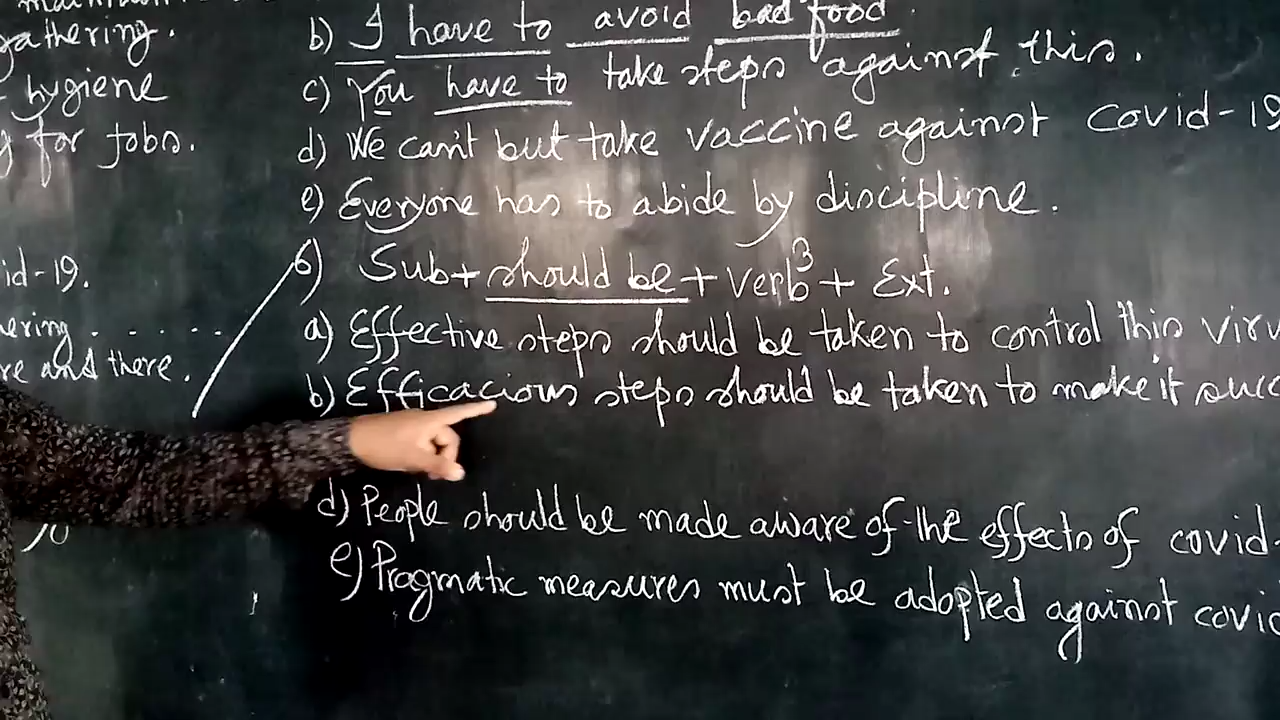 gathering.
hygiene
for jobs.
id-19.
ering . . . . . .
re and there.
b) I have to avoid bad food.
c) You have to take steps against this.
d) We can't but take vaccine against covid-19
e) Everyone has to abide by discipline.
6) Sub + should be + verb³ + Ext.
a) Effective steps should be taken to control this viru
b) Efficacious steps should be taken to make it succ
d) People should be made aware of the effects of covid-
e) Pragmatic measures must be adopted against covid